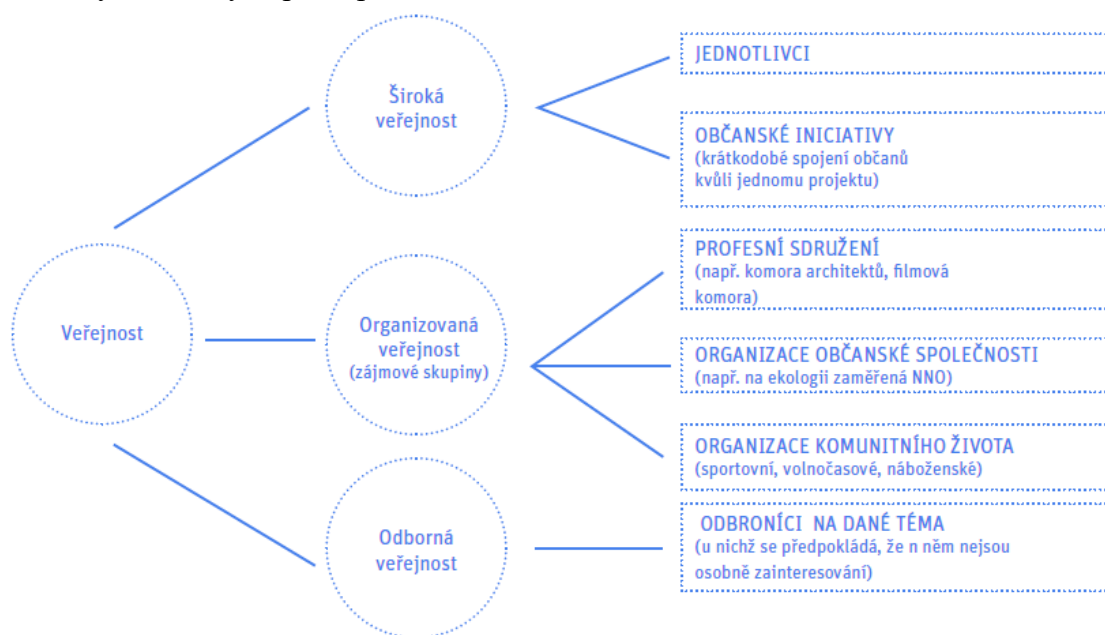 Široká
veřejnost
JEDNOTLIVCI
OBČANSKÉ INICIATIVY
(krátkodobé spojení občanů
kvůli jednomu projektu)
Veřejnost
Organizovaná
veřejnost
(zájmové skupiny)
PROFESNÍ SDRUŽENÍ
(např. komora architektů, filmová
komora)
ORGANIZACE OBČANSKÉ SPOLEČNOSTI
(např. na ekologii zaměřená NNO)
ORGANIZACE KOMUNITNÍHO ŽIVOTA
(sportovní, volnočasové, náboženské)
Odborná
veřejnost
ODBRONÍCI NA DANÉ TÉMA
(u nichž se předpokládá, že n něm nejsou
osobně zainteresování)